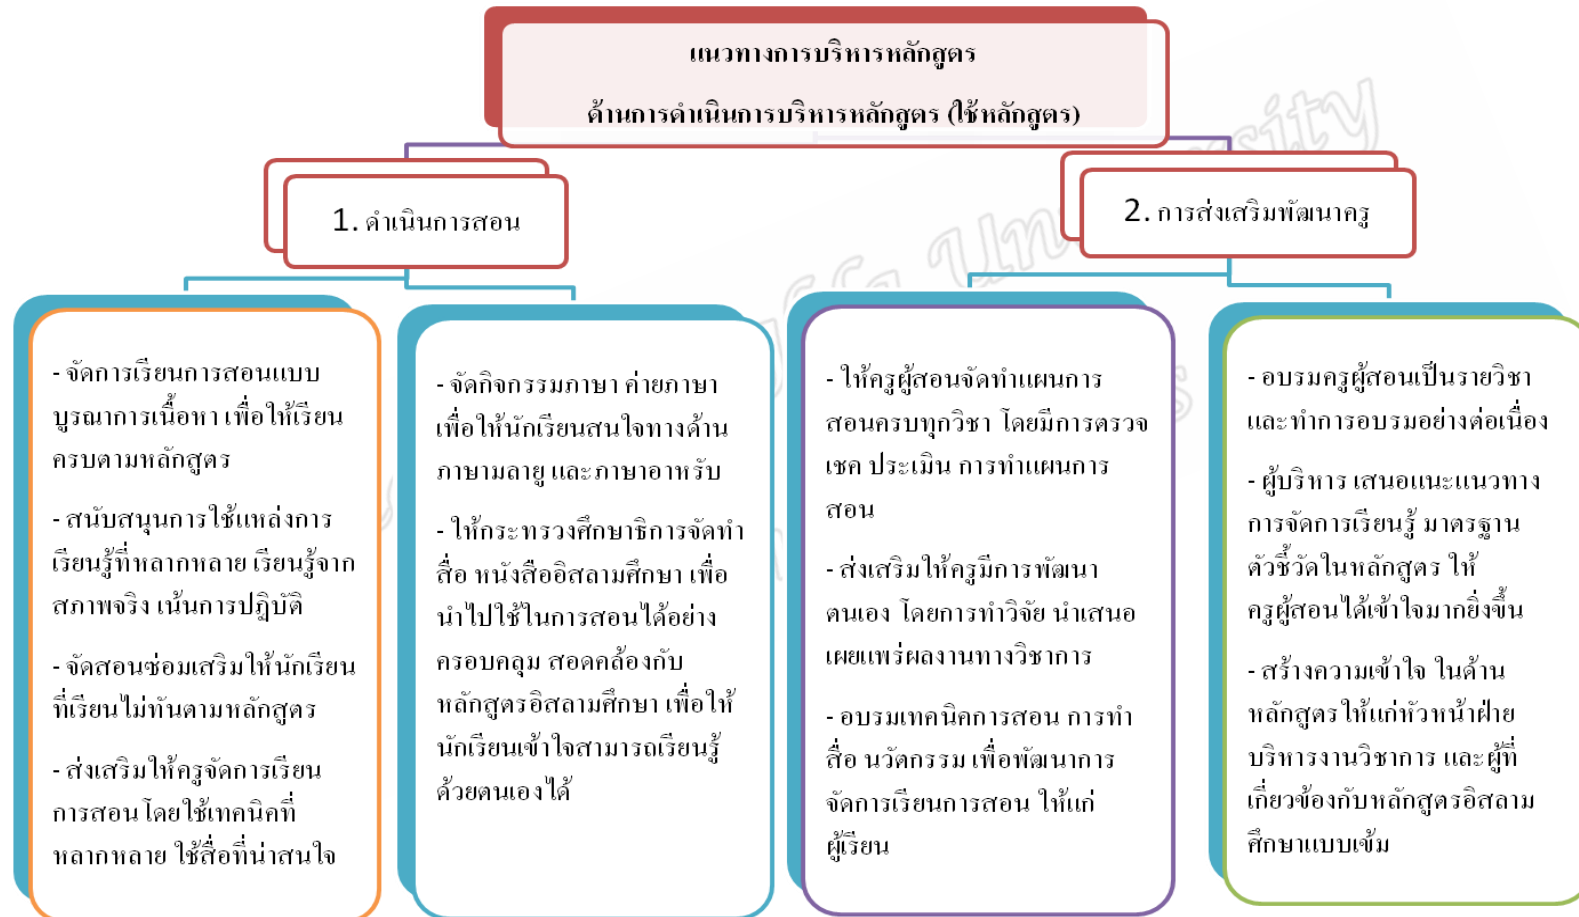 แนวทางการบริหารหลักสูตร
ด้านการดำเนินการบริหารหลักสูตร (ใช้หลักสูตร)
1. ดำเนินการสอน
2. การส่งเสริมพัฒนาครู
- จัดการเรียนการสอนแบบ
บูรณาการเนื้อหา เพื่อให้เรียน
ครบตามหลักสูตร
- สนับสนุนการใช้แหล่งการ
เรียนรู้ที่หลากหลาย เรียนรู้จาก
สภาพจริง เน้นการปฏิบัติ
- จัดสอนซ่อมเสริมให้นักเรียน
ที่เรียนไม่ทันตามหลักสูตร
- ส่งเสริมให้ครูจัดการเรียน
การสอนโดยใช้เทคนิคที่
หลากหลาย ใช้สื่อที่น่าสนใจ
- จัดกิจกรรมภาษา ค่ายภาษา
เพื่อให้นักเรียนสนใจทางด้าน
ภาษามลายู และภาษาอาหรับ
- ให้กระทรวงศึกษาธิการจัดทำ
สื่อ หนังสืออิสลามศึกษา เพื่อ
นำไปใช้ในการสอนได้อย่าง
ครอบคลุม สอดคล้องกับ
หลักสูตรอิสลามศึกษา เพื่อให้
นักเรียนเข้าใจสามารถเรียนรู้
ด้วยตนเองได้
- ให้ครูผู้สอนจัดทำแผนการ
สอนครบทุกวิชา โดยมีการตรวจ
เชค ประเมิน การทำแผนการ
สอน
- ส่งเสริมให้ครูมีการพัฒนา
ตนเอง โดยการทำวิจัย นำเสนอ
เผยแพร่ผลงานทางวิชาการ
- อบรมเทคนิคการสอน การทำ
สื่อ นวัตกรรม เพื่อพัฒนาการ
จัดการเรียนการสอน ให้แก่
ผู้เรียน
- อบรมครูผู้สอนเป็นรายวิชา
และทำการอบรมอย่างต่อเนื่อง
- ผู้บริหาร เสนอแนะแนวทาง
การจัดการเรียนรู้ มาตรฐาน
ตัวชี้วัดในหลักสูตร ให้
ครูผู้สอนได้เข้าใจมากยิ่งขึ้น
- สร้างความเข้าใจ ในด้าน
หลักสูตรให้แก่หัวหน้าฝ่าย
บริหารงานวิชาการ และผู้ที่
เกี่ยวข้องกับหลักสูตรอิสลาม
ศึกษาแบบเข้ม